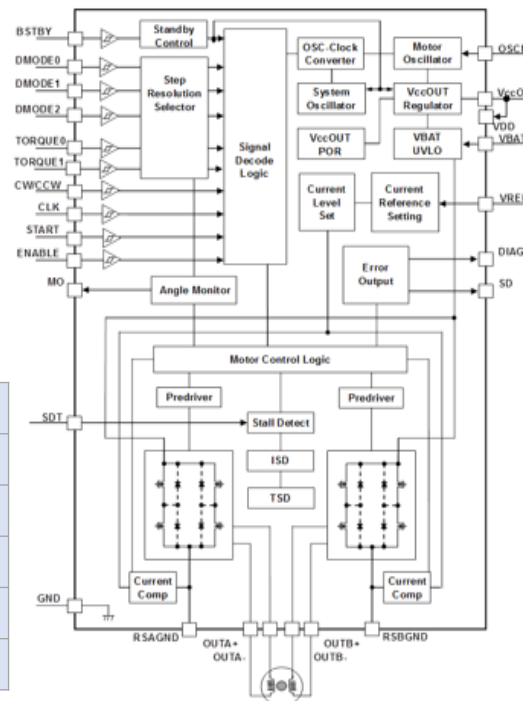 BSTBY
DMODE0
DMODE1
DMODE2
TORQUE0
TORQUE1
CW/CCW
CLK
START
ENABLE
MO
SDT
GND
Standby
Control
Step
Resolution
Selector
Signal
Decode
Logic
OSC-Clock
Converter
System
Oscillator
VccOUT
POR
Motor
Oscillator
VccOUT
Regulator
VBAT
UVLO
Current
Level
Set
Current
Reference
Setting
Error
Output
VDD
DIAG
SD
Angle Monitor
Motor Control Logic
Predriver
Predriver
Stall Detect
ISD
TSD
Current
Comp
Current
Comp
RSAGND
OUTA+
OUTA-
OUTB+
OUTB-
RSBGND